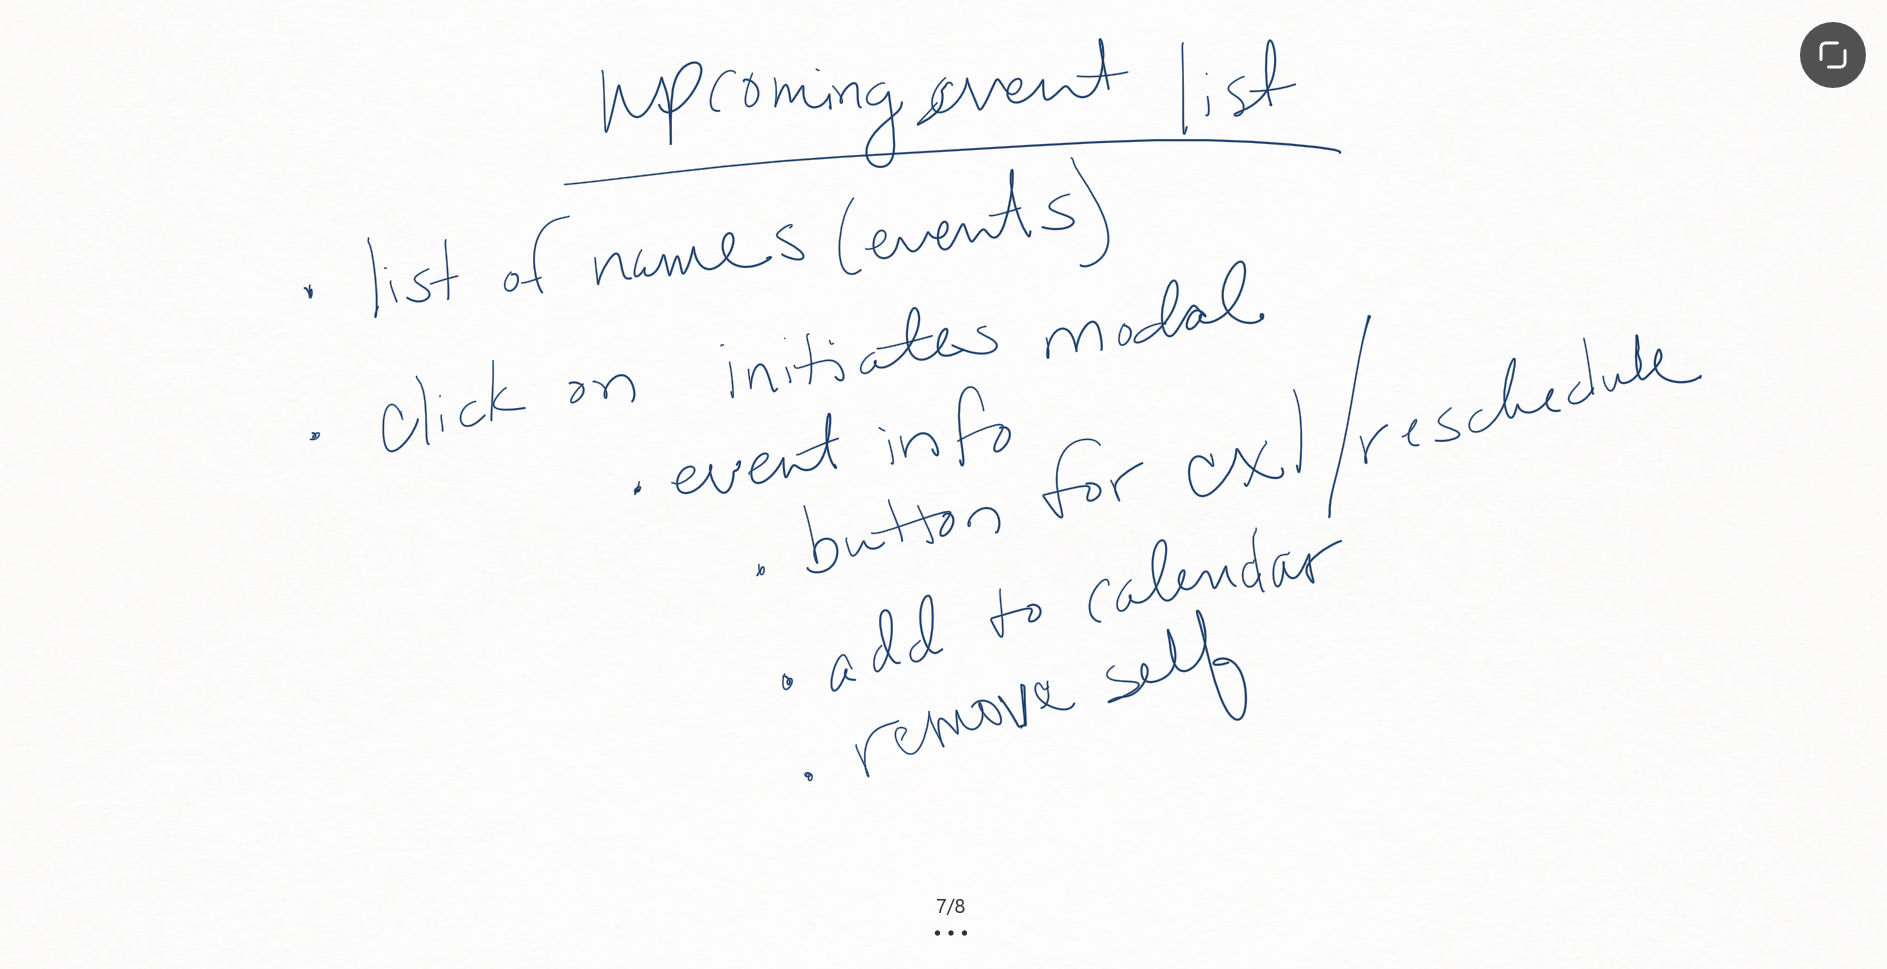 Upcoming event list
• list of names (events)
• click on initiates modal
• event info
• button for cxl/reschedule
• add to calendar
• remove self
7/8